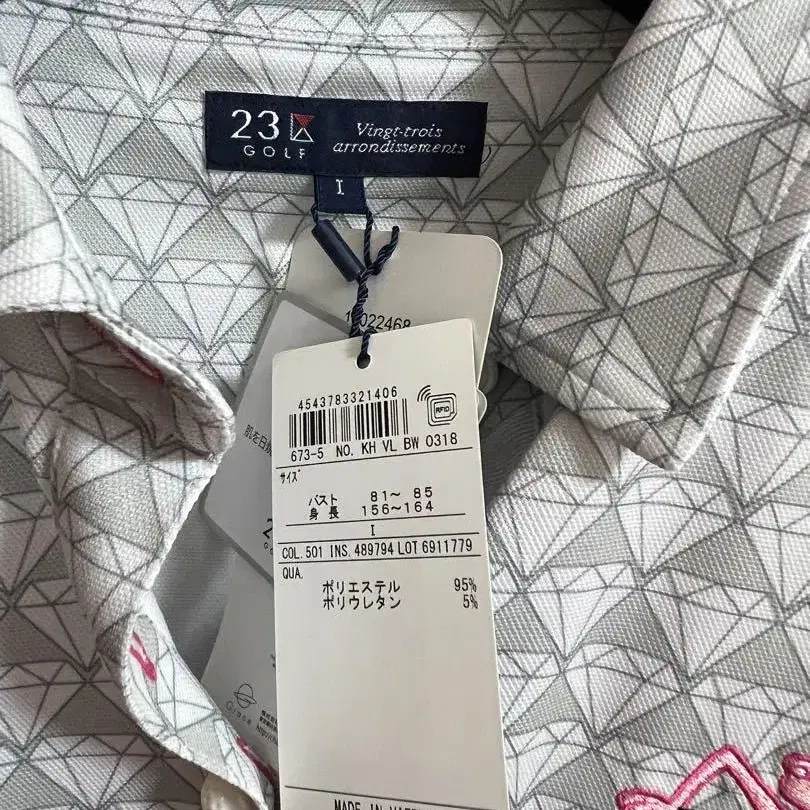 23区
GOLF
Vingt-trois
arrondissements
I
4543783321406
RFID
673-5 NO. KH VL BW 0318
サイズ
バスト 81〜 85
身長 156〜164
I
COL. 501 INS. 489794 LOT 6911779
QUA.
ポリエステル 95%
ポリウレタン 5%
MADE IN